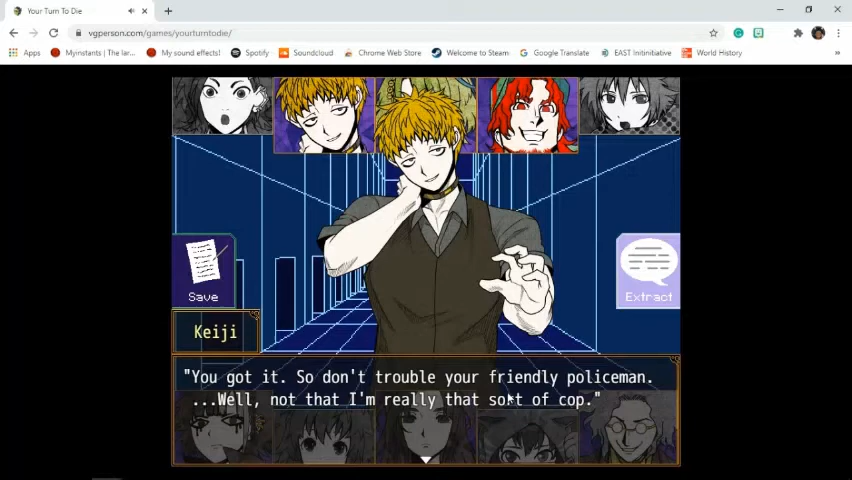 Your Turn To Die
vgperson.com/games/yourturntodie/
Apps
Myinstants | The lar...
My sound effects!
Spotify
Soundcloud
Chrome Web Store
Welcome to Steam
Google Translate
EAST Initinitiative
World History
Save
Extract
Keiji
"You got it. So don't trouble your friendly policeman.
...Well, not that I'm really that sort of cop."